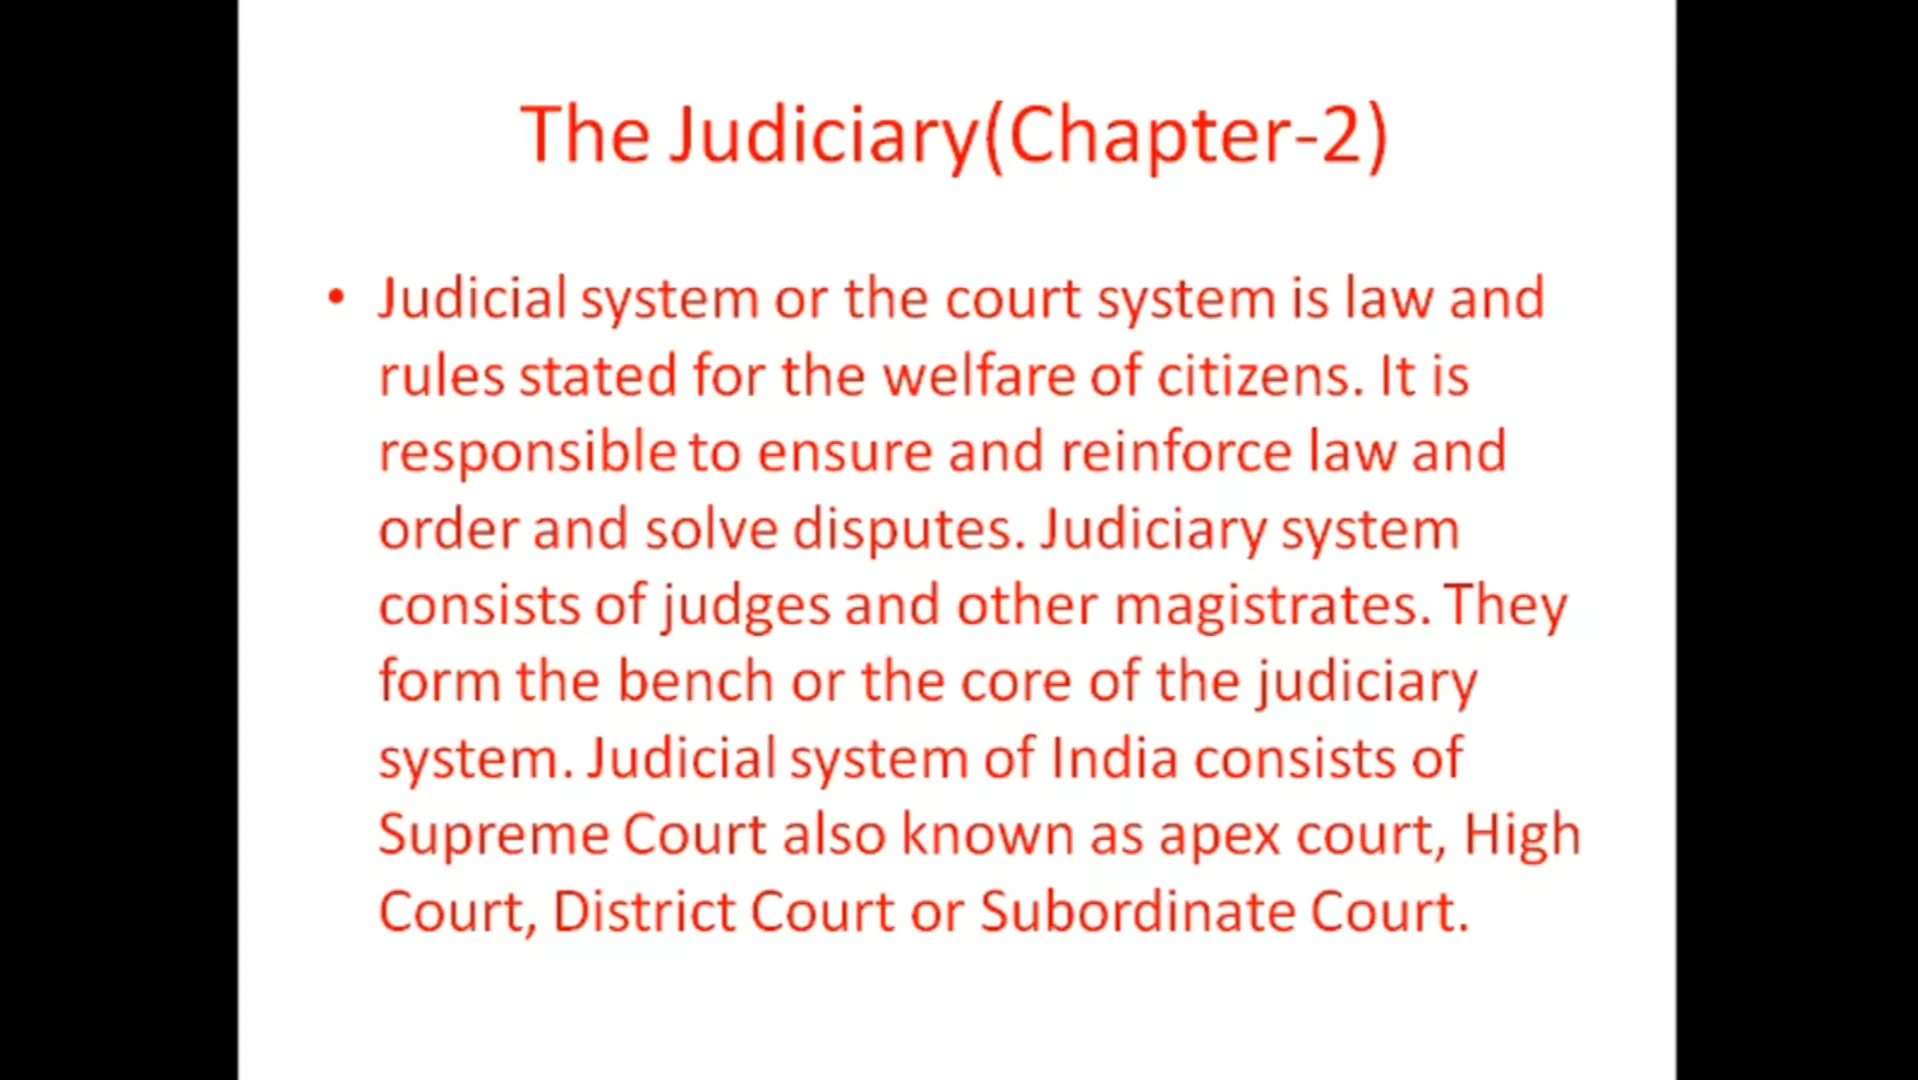 The Judiciary(Chapter-2)
• Judicial system or the court system is law and
rules stated for the welfare of citizens. It is
responsible to ensure and reinforce law and
order and solve disputes. Judiciary system
consists of judges and other magistrates. They
form the bench or the core of the judiciary
system. Judicial system of India consists of
Supreme Court also known as apex court, High
Court, District Court or Subordinate Court.